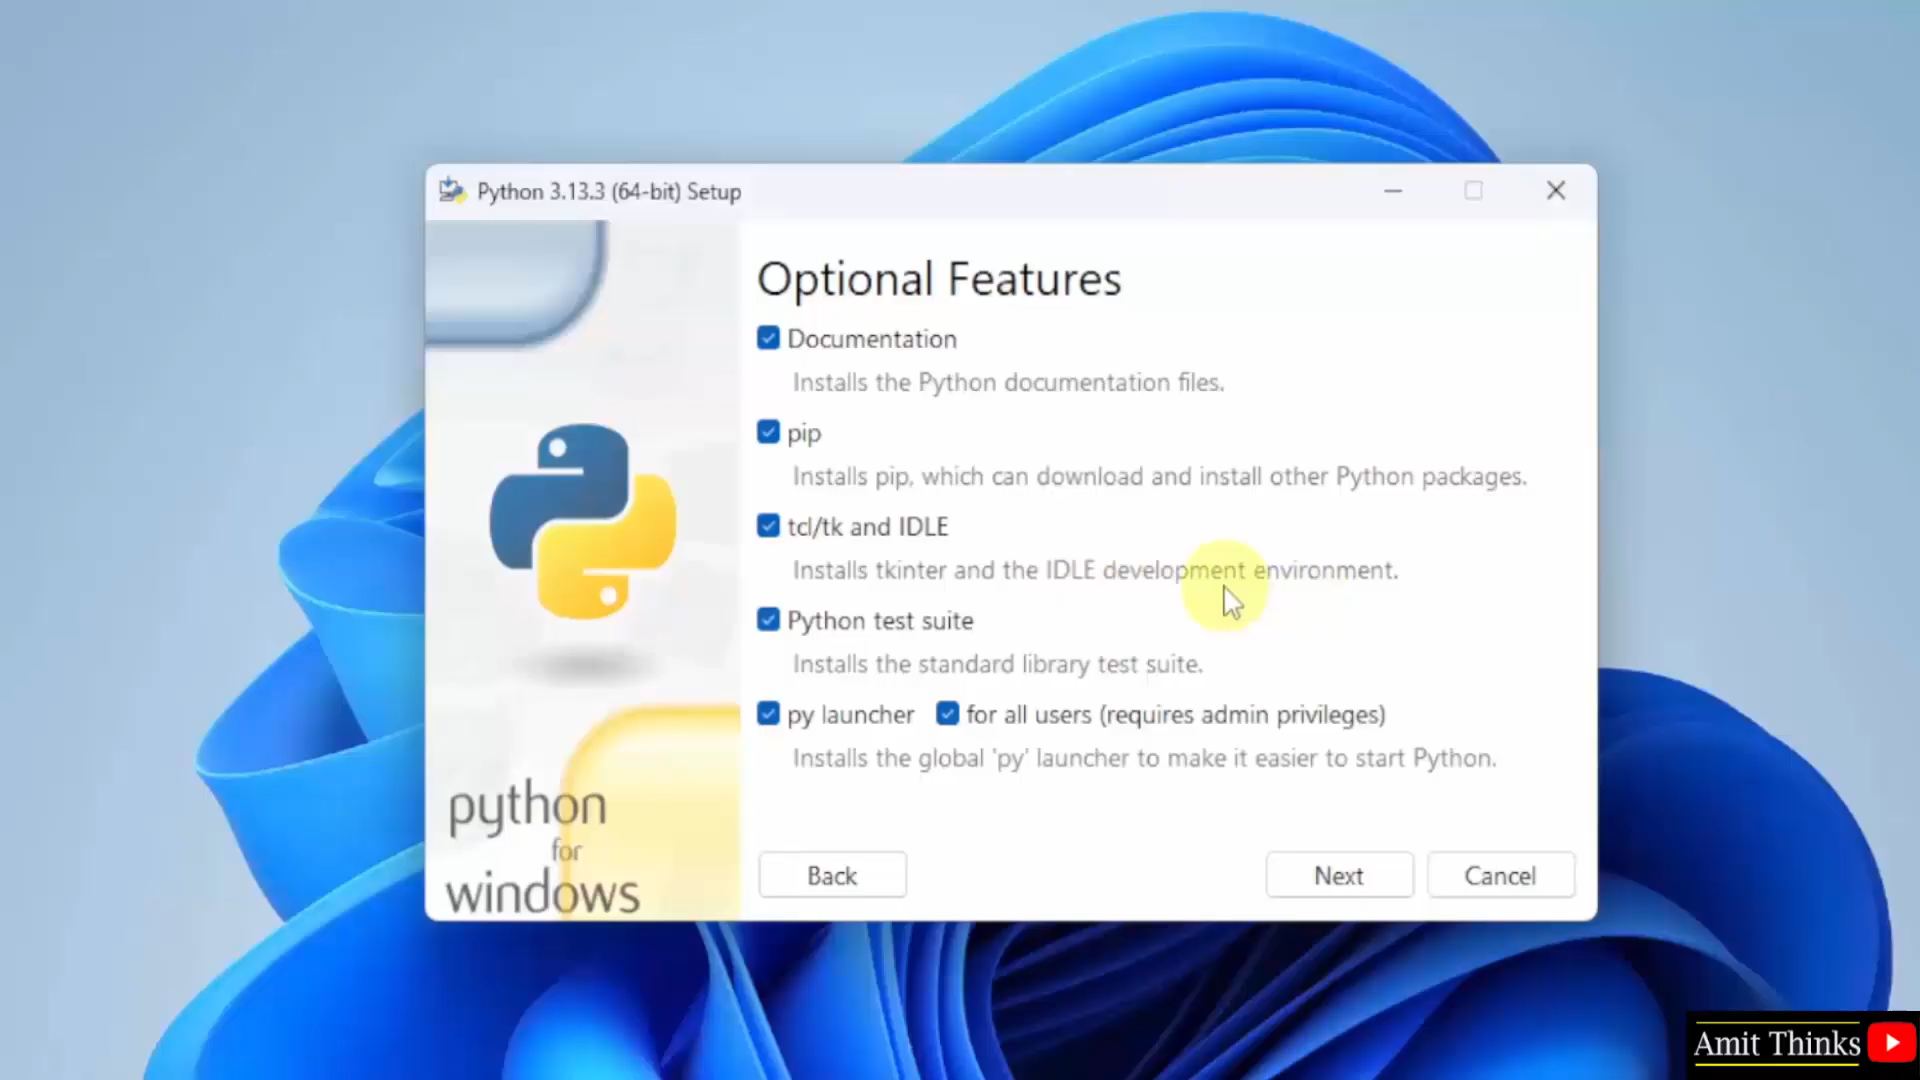 Python 3.13.3 (64-bit) Setup
Optional Features
Documentation
Installs the Python documentation files.
pip
Installs pip, which can download and install other Python packages.
tcl/tk and IDLE
Installs tkinter and the IDLE development environment.
Python test suite
Installs the standard library test suite.
py launcher for all users (requires admin privileges)
Installs the global 'py' launcher to make it easier to start Python.
python
for
windows
Back Next Cancel
Amit Thinks